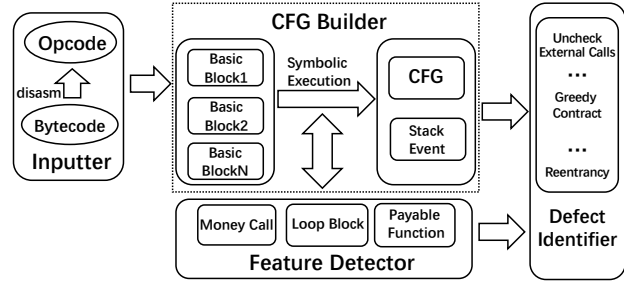 Opcode
disasm
Bytecode
Inputter
CFG Builder
Basic
Block1
Basic
Block2
Basic
BlockN
Symbolic
Execution
CFG
Stack
Event
Money Call
Loop Block
Payable
Function
Feature Detector
Uncheck
External Calls
...
Greedy
Contract
...
Reentrancy
Defect
Identifier